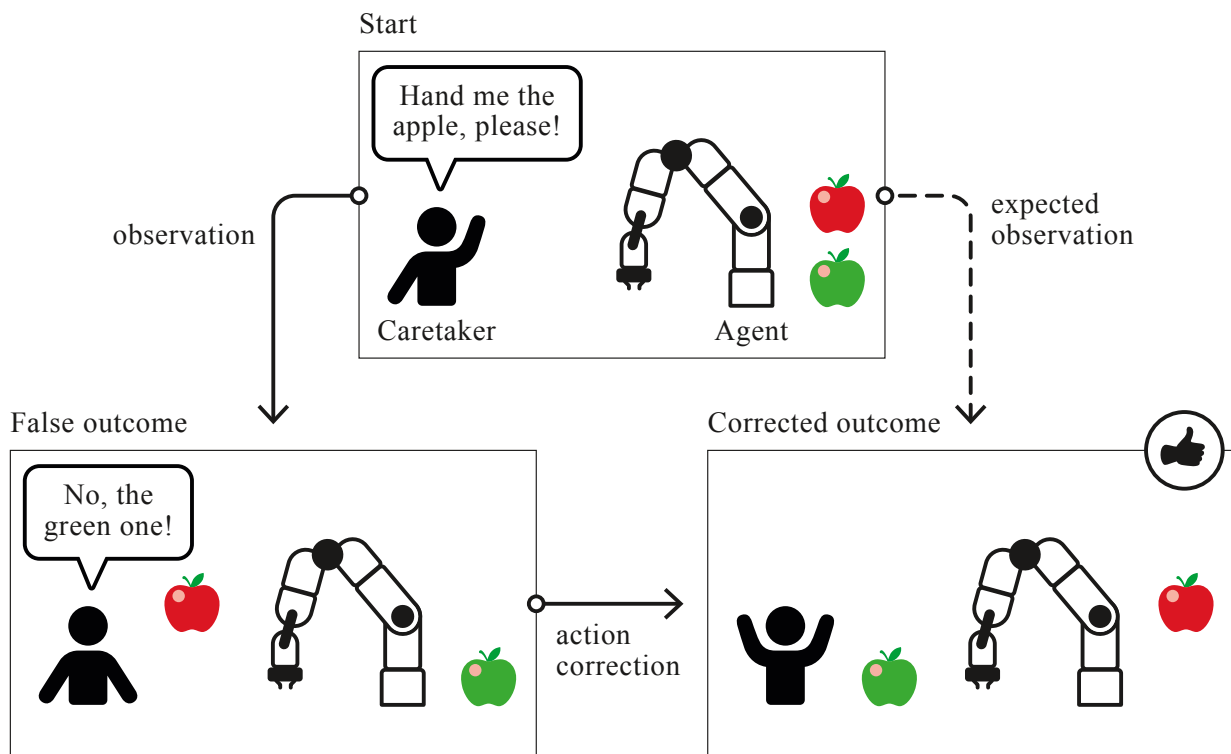 Start
Hand me the
apple, please!
observation
expected
observation
Caretaker
Agent
False outcome
Corrected outcome
No, the
green one!
action
correction